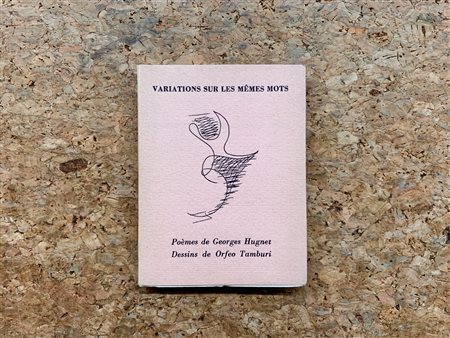 VARIATIONS SUR LES MÊMES MOTS
Poèmes de Georges Hugnet
Dessins de Orfeo Tamburi